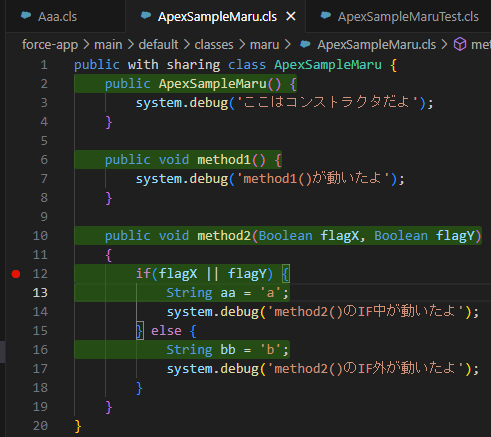 Aaa.cls ApexSampleMaru.cls × ApexSampleMaruTest.cls
force-app > main > default > classes > maru > ApexSampleMaru.cls >
1 public with sharing class ApexSampleMaru {
2     public ApexSampleMaru() {
3         system.debug('ここはコンストラクタだよ');
4     }
5
6     public void method1() {
7         system.debug('method1()が動いたよ');
8     }
9
10     public void method2(Boolean flagX, Boolean flagY)
11     {
12         if(flagX || flagY) {
13             String aa = 'a';
14             system.debug('method2()のIF中が動いたよ');
15         } else {
16             String bb = 'b';
17             system.debug('method2()のIF外が動いたよ');
18         }
19     }
20 }